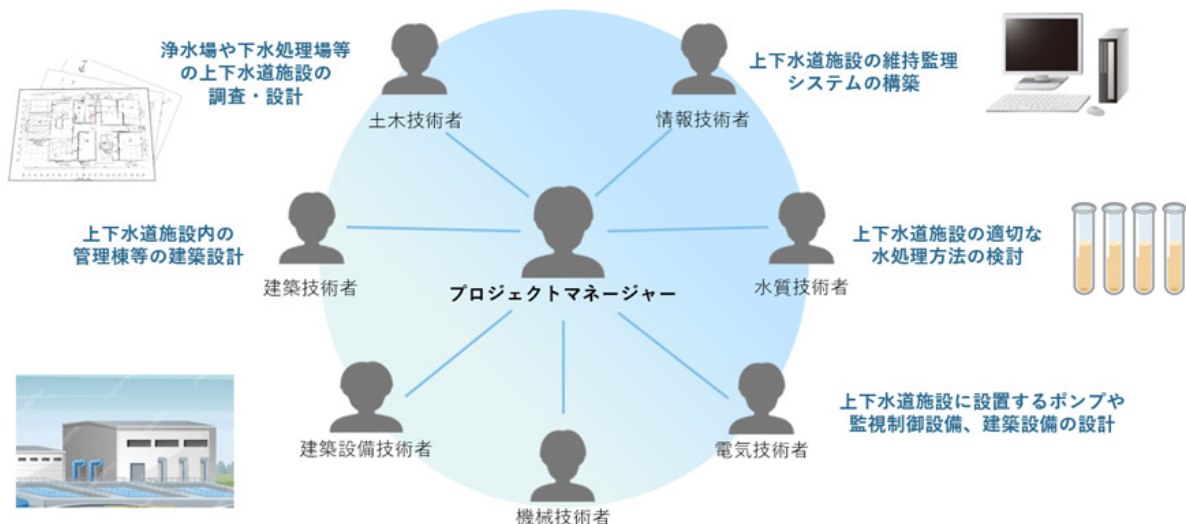 浄水場や下水処理場等
の上下水道施設の
調査・設計
土木技術者
上下水道施設の維持監理
システムの構築
情報技術者
上下水道施設内の
管理棟等の建築設計
建築技術者
プロジェクトマネージャー
上下水道施設の適切な
水処理方法の検討
水質技術者
建築設備技術者
機械技術者
電気技術者
上下水道施設に設置するポンプや
監視制御設備、建築設備の設計